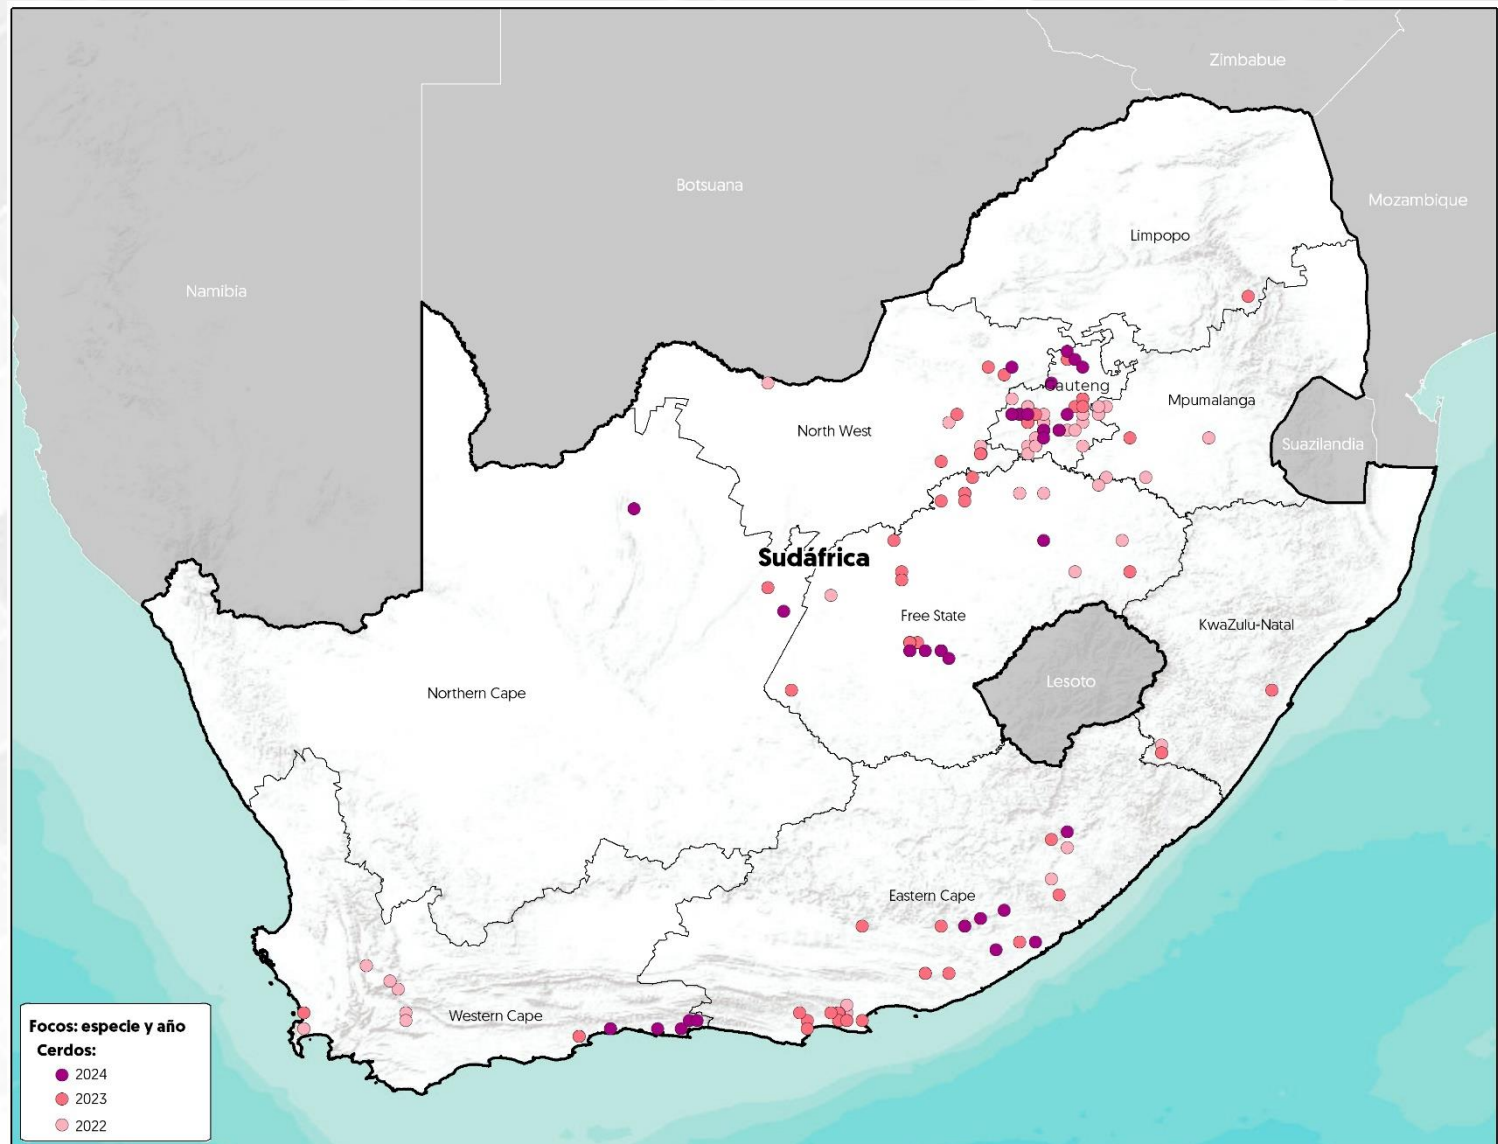 Zimbabue
Botsuana
Mozambique
Limpopo
Namibia
Gauteng
Mpumalanga
North West
Suazilandia
Sudáfrica
Free State
KwaZulu-Natal
Lesoto
Northern Cape
Eastern Cape
Western Cape
Focos: especie y año
Cerdos:
2024
2023
2022